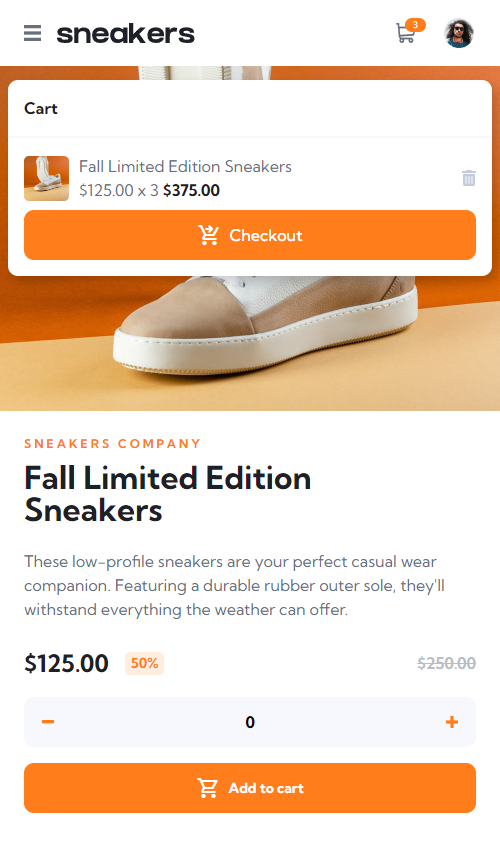 sneakers
3
Cart
Fall Limited Edition Sneakers
$125.00 x 3 $375.00
Checkout
SNEAKERS COMPANY
Fall Limited Edition
Sneakers
These low-profile sneakers are your perfect casual wear
companion. Featuring a durable rubber outer sole, they'll
withstand everything the weather can offer.
$125.00 50% $250.00
0
Add to cart